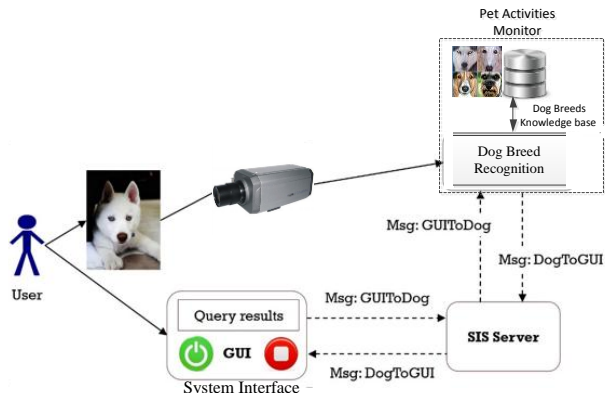 Pet Activities
Monitor
Dog Breeds
Knowledge base
Dog Breed
Recognition
Msg: GUIToDog
Msg: DogToGUI
User
Msg: GUIToDog
Query results
GUI
SIS Server
Msg: DogToGUI
System Interface